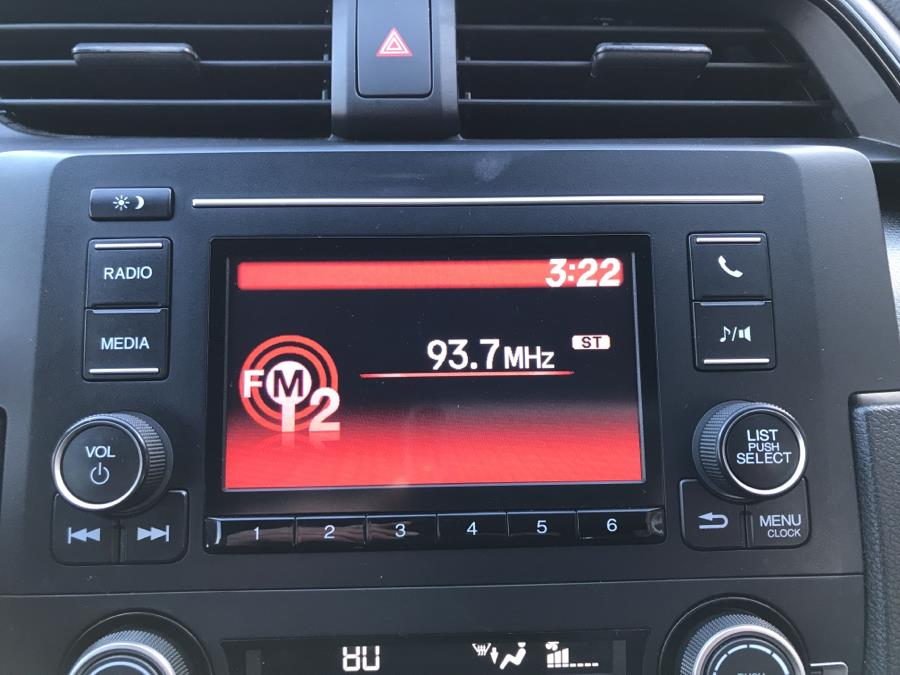 RADIO
MEDIA
VOL
3:22
93.7MHz
ST
FM
2
LIST
PUSH
SELECT
MENU
CLOCK
1 2 3 4 5 6